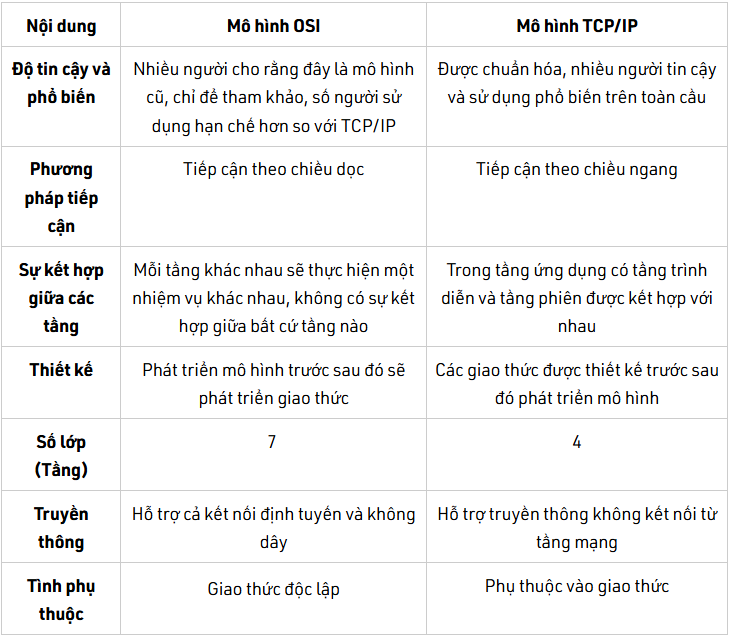 Nội dung
Mô hình OSI
Mô hình TCP/IP
Độ tin cậy và
phổ biến
Nhiều người cho rằng đây là mô hình
cũ, chỉ để tham khảo, số người sử
dụng hạn chế hơn so với TCP/IP
Được chuẩn hóa, nhiều người tin cậy
và sử dụng phổ biến trên toàn cầu
Phương
pháp tiếp
cận
Tiếp cận theo chiều dọc
Tiếp cận theo chiều ngang
Sự kết hợp
giữa các
tầng
Mỗi tầng khác nhau sẽ thực hiện một
nhiệm vụ khác nhau, không có sự kết
hợp giữa bất cứ tầng nào
Trong tầng ứng dụng có tầng trình
diễn và tầng phiên được kết hợp với
nhau
Thiết kế
Phát triển mô hình trước sau đó sẽ
phát triển giao thức
Các giao thức được thiết kế trước sau
đó phát triển mô hình
Số lớp
(Tầng)
7
4
Truyền
thông
Hỗ trợ cả kết nối định tuyến và không
dây
Hỗ trợ truyền thông không kết nối từ
tầng mạng
Tình phụ
thuộc
Giao thức độc lập
Phụ thuộc vào giao thức